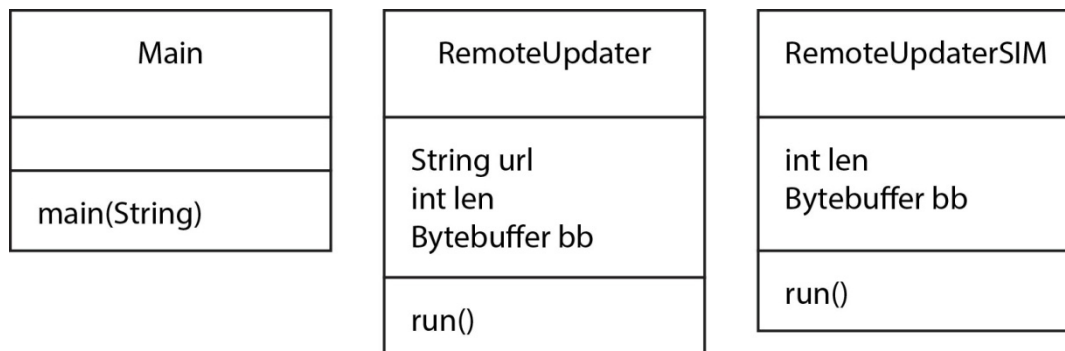 Main
main(String)
RemoteUpdater
String url
int len
Bytebuffer bb
run()
RemoteUpdaterSIM
int len
Bytebuffer bb
run()